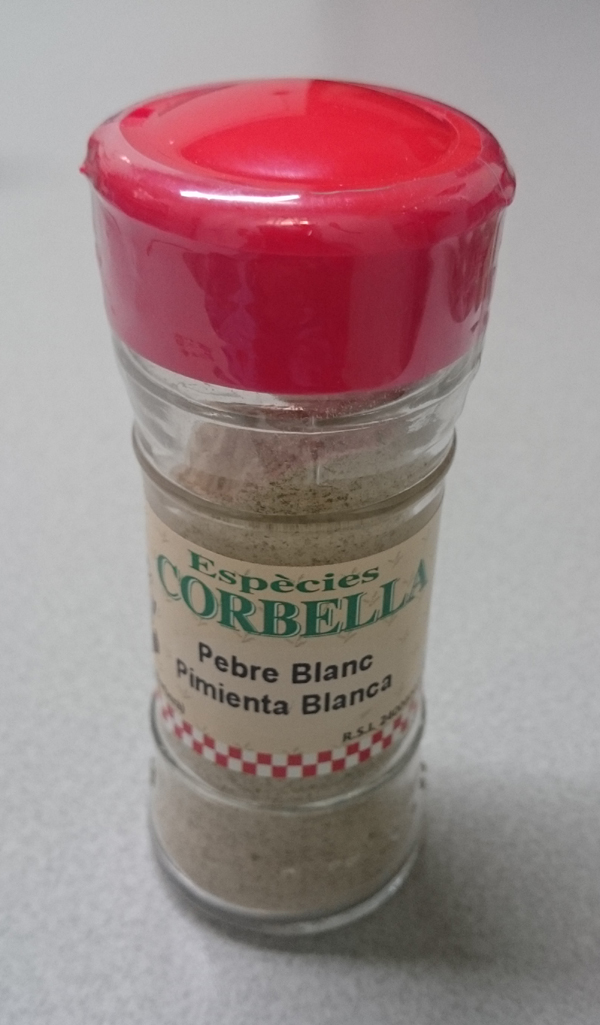 Espècies
CORBELLA
Pebre Blanc
Pimienta Blanca
R.S.I.